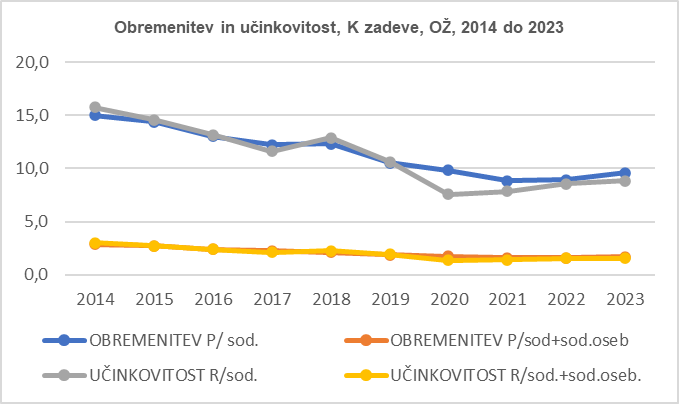 Obremenitev in učinkovitost, K zadeve, OŽ, 2014 do 2023
20,0
15,0
10,0
5,0
0,0
2014 2015 2016 2017 2018 2019 2020 2021 2022 2023
OBREMENITEV P/ sod. OBREMENITEV P/sod+sod.oseb
UČINKOVITOST R/sod. UČINKOVITOST R/sod.+sod.oseb.